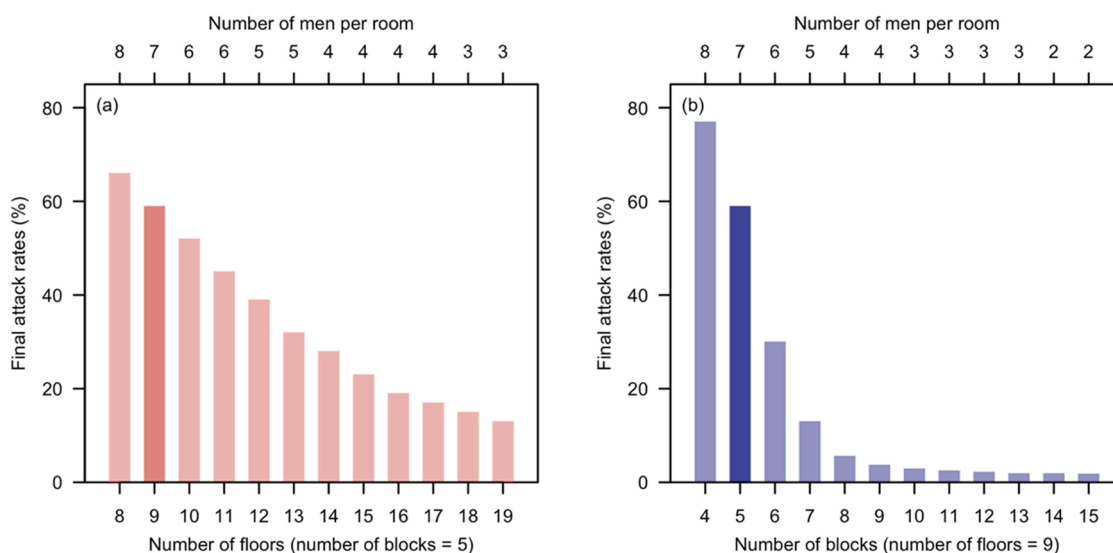 Number of men per room
8 7 6 6 5 5 4 4 4 4 3 3
(a)
80
60
40
20
0
Final attack rates (%)
8 9 10 11 12 13 14 15 16 17 18 19
Number of floors (number of blocks = 5)
Number of men per room
8 7 6 5 4 4 3 3 3 3 2 2
(b)
80
60
40
20
0
Final attack rates (%)
4 5 6 7 8 9 10 11 12 13 14 15
Number of blocks (number of floors = 9)